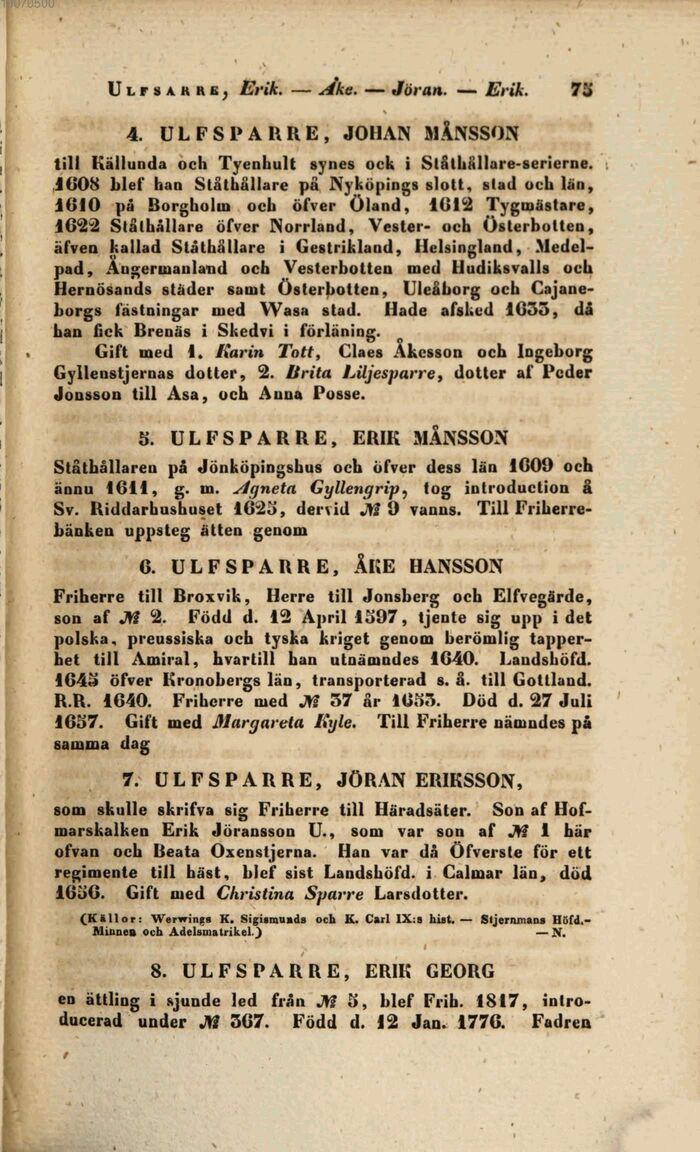 ULFSARRE, Erik. — Åke. — Jöran. — Erik. 75
4. ULFSPARRE, JOHAN MÅNSSON
till Källunda och Tyenhult synes ock i Ståthållare-serierne.
1608 blef han Ståthållare på Nyköpings slott, stad och län,
1610 på Borgholm och öfver Öland, 1612 Tygmästare,
1622 Ståthållare öfver Norrland, Vester- och Österbotten,
äfven kallad Ståthållare i Gestrikland, Helsingland, Medel-
pad, Ångermanland och Vesterbotten med Hudiksvalls och
Hernösands städer samt Österbotten, Uleåborg och Cajane-
borgs fästningar med Wasa stad. Hade afsked 1633, då
han fick Brenäs i Skedvi i förläning.
Gift med 1. Karin Tott, Claes Åkesson och Ingeborg
Gyllenstjernas dotter, 2. Brita Liljesparre, dotter af Peder
Jonsson till Asa, och Anna Posse.
5. ULFSPARRE, ERIK MÅNSSON
Ståthållaren på Jönköpingshus och öfver dess län 1609 och
ännu 1611, g. m. Agneta Gyllengrip, tog introduction å
Sv. Riddarhushuset 1625, dervid № 9 vanns. Till Friherre-
bänken uppsteg ätten genom
6. ULFSPARRE, ÅKE HANSSON
Friherre till Broxvik, Herre till Jonsberg och Elfvegärde,
son af № 2. Född d. 12 April 1597, tjente sig upp i det
polska, preussiska och tyska kriget genom berömlig tapper-
het till Amiral, hvartill han utnämndes 1640. Landshöfd.
1645 öfver Kronobergs län, transporterad s. å. till Gottland.
R.R. 1640. Friherre med № 37 år 1653. Död d. 27 Juli
1657. Gift med Margareta Kyle. Till Friherre nämndes på
samma dag
7. ULFSPARRE, JÖRAN ERIKSSON,
som skulle skrifva sig Friherre till Häradsäter. Son af Hof-
marskalken Erik Jöransson U., som var son af № 1 här
ofvan och Beata Oxenstjerna. Han var då Öfverste för ett
regimente till häst, blef sist Landshöfd. i Calmar län, död
1656. Gift med Christina Sparre Larsdotter.
(Källor: Werwings K. Sigismunds och K. Carl IX:s hist. — Stjernmans Höfd.-
Minnen och Adelsmatrikel.) — N.
8. ULFSPARRE, ERIK GEORG
en ättling i sjunde led från № 5, blef Frih. 1817, intro-
ducerad under № 367. Född d. 12 Jan. 1776. Fadren